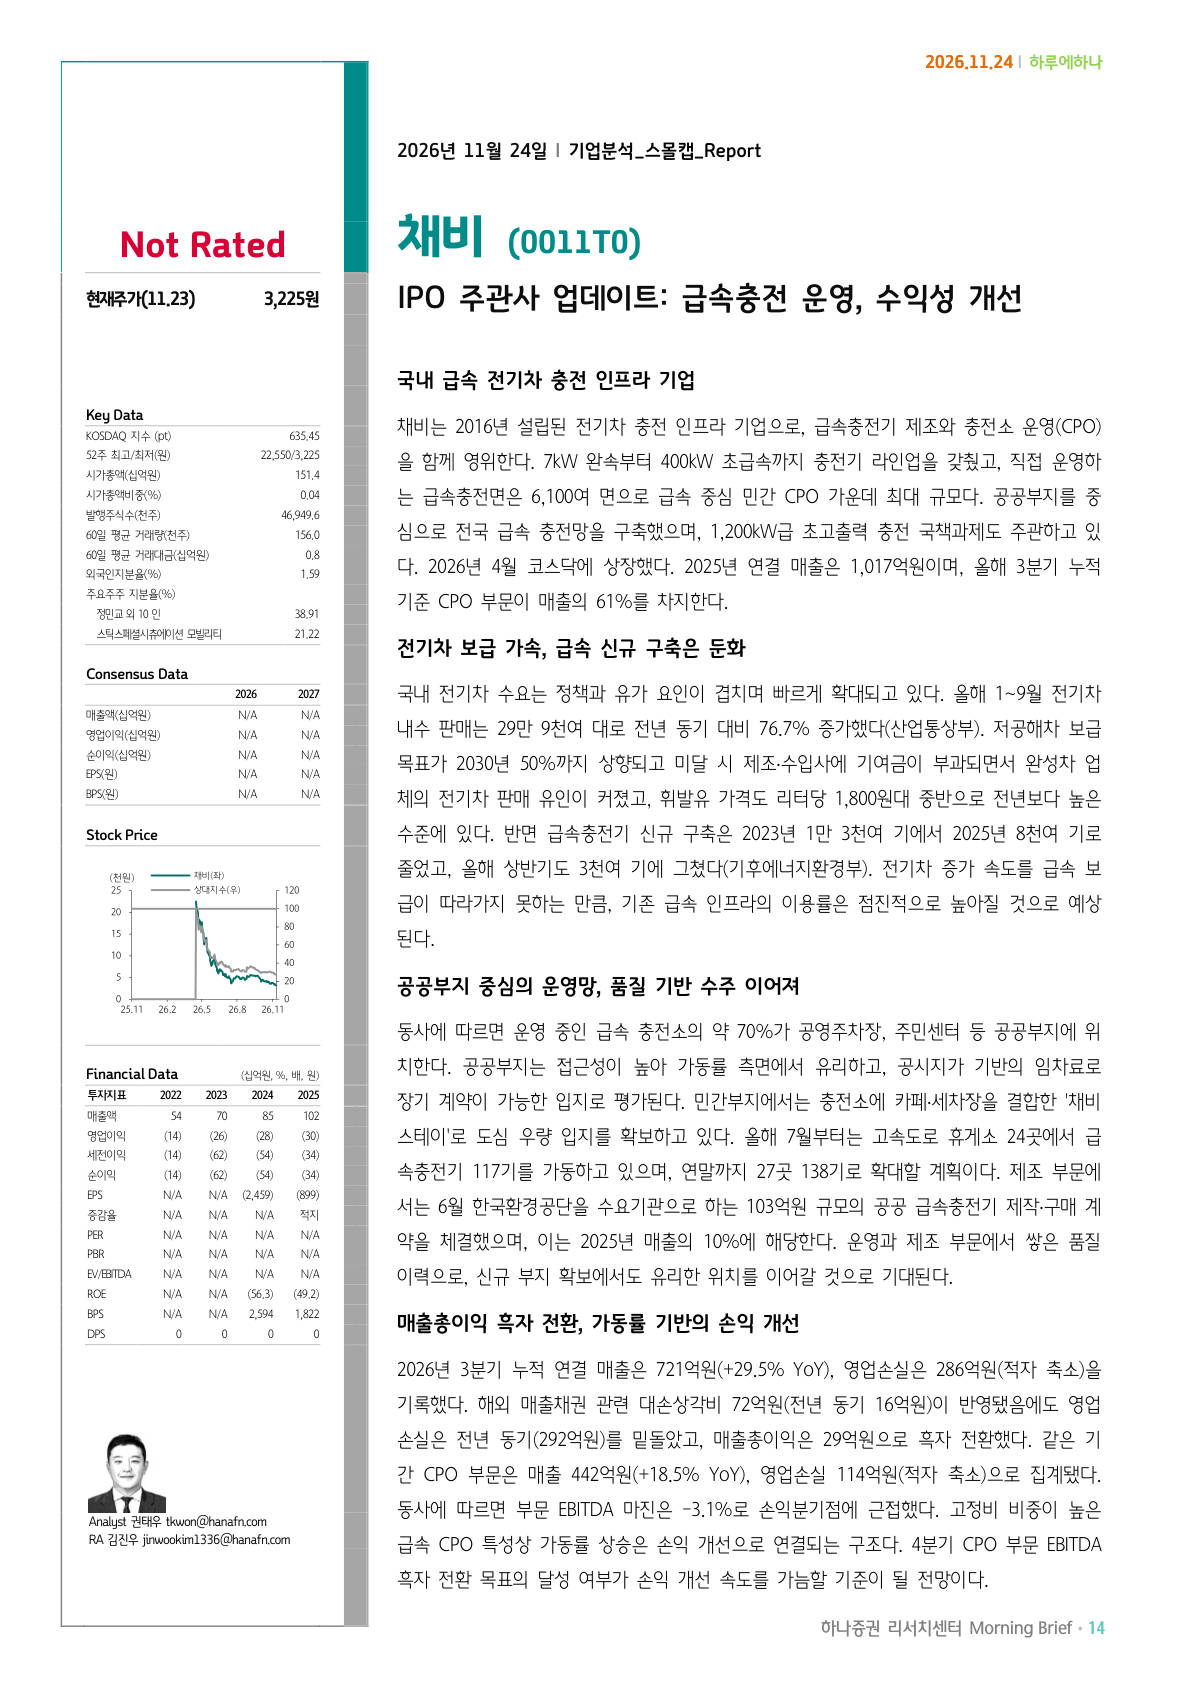 2026.11.24 | 하루에하나
2026년 11월 24일 | 기업분석_스몰캡_Report
Not Rated
현재주가(11.23) 3,225원
Key Data
KOSDAQ 지수 (pt) 635.45
52주 최고/최저(원) 22,550/3,225
시가총액(십억원) 151.4
시가총액비중(%) 0.04
발행주식수(천주) 46,949.6
60일 평균 거래량(천주) 156.0
60일 평균 거래대금(십억원) 0.8
외국인지분율(%) 1.59
주요주주 지분율(%)
정민교 외 10 인 38.91
스틱스페셜시츄에이션 모빌리티 21.22
Consensus Data
2026 2027
매출액(십억원) N/A N/A
영업이익(십억원) N/A N/A
순이익(십억원) N/A N/A
EPS(원) N/A N/A
BPS(원) N/A N/A
Stock Price
(천원) 채비(좌)
상대지수(우)
25 120
20 100
15 80
10 60
5 40
0 20
0
25.11 26.2 26.5 26.8 26.11
Financial Data (십억원, %, 배, 원)
투자지표 2022 2023 2024 2025
매출액 54 70 85 102
영업이익 (14) (26) (28) (30)
세전이익 (14) (62) (54) (34)
순이익 (14) (62) (54) (34)
EPS N/A N/A (2,459) (899)
증감율 N/A N/A N/A 적지
PER N/A N/A N/A N/A
PBR N/A N/A N/A N/A
EV/EBITDA N/A N/A N/A N/A
ROE N/A N/A (56.3) (49.2)
BPS N/A N/A 2,594 1,822
DPS 0 0 0 0
Analyst 권태우 tkwon@hanafn.com
RA 김진우 jinwookim1336@hanafn.com
채비 (0011T0)
IPO 주관사 업데이트: 급속충전 운영, 수익성 개선
국내 급속 전기차 충전 인프라 기업
채비는 2016년 설립된 전기차 충전 인프라 기업으로, 급속충전기 제조와 충전소 운영(CPO)
을 함께 영위한다. 7kW 완속부터 400kW 초급속까지 충전기 라인업을 갖췄고, 직접 운영하
는 급속충전면은 6,100여 면으로 급속 중심 민간 CPO 가운데 최대 규모다. 공공부지를 중
심으로 전국 급속 충전망을 구축했으며, 1,200kW급 초고출력 충전 국책과제도 주관하고 있
다. 2026년 4월 코스닥에 상장했다. 2025년 연결 매출은 1,017억원이며, 올해 3분기 누적
기준 CPO 부문이 매출의 61%를 차지한다.
전기차 보급 가속, 급속 신규 구축은 둔화
국내 전기차 수요는 정책과 유가 요인이 겹치며 빠르게 확대되고 있다. 올해 1~9월 전기차
내수 판매는 29만 9천여 대로 전년 동기 대비 76.7% 증가했다(산업통상부). 저공해차 보급
목표가 2030년 50%까지 상향되고 미달 시 제조·수입사에 기여금이 부과되면서 완성차 업
체의 전기차 판매 유인이 커졌고, 휘발유 가격도 리터당 1,800원대 중반으로 전년보다 높은
수준에 있다. 반면 급속충전기 신규 구축은 2023년 1만 3천여 기에서 2025년 8천여 기로
줄었고, 올해 상반기도 3천여 기에 그쳤다(기후에너지환경부). 전기차 증가 속도를 급속 보
급이 따라가지 못하는 만큼, 기존 급속 인프라의 이용률은 점진적으로 높아질 것으로 예상
된다.
공공부지 중심의 운영망, 품질 기반 수주 이어져
동사에 따르면 운영 중인 급속 충전소의 약 70%가 공영주차장, 주민센터 등 공공부지에 위
치한다. 공공부지는 접근성이 높아 가동률 측면에서 유리하고, 공시지가 기반의 임차료로
장기 계약이 가능한 입지로 평가된다. 민간부지에서는 충전소에 카페·세차장을 결합한 '채비
스테이'로 도심 우량 입지를 확보하고 있다. 올해 7월부터는 고속도로 휴게소 24곳에서 급
속충전기 117기를 가동하고 있으며, 연말까지 27곳 138기로 확대할 계획이다. 제조 부문에
서는 6월 한국환경공단을 수요기관으로 하는 103억원 규모의 공공 급속충전기 제작·구매 계
약을 체결했으며, 이는 2025년 매출의 10%에 해당한다. 운영과 제조 부문에서 쌓은 품질
이력으로, 신규 부지 확보에서도 유리한 위치를 이어갈 것으로 기대된다.
매출총이익 흑자 전환, 가동률 기반의 손익 개선
2026년 3분기 누적 연결 매출은 721억원(+29.5% YoY), 영업손실은 286억원(적자 축소)을
기록했다. 해외 매출채권 관련 대손상각비 72억원(전년 동기 16억원)이 반영됐음에도 영업
손실은 전년 동기(292억원)를 밑돌았고, 매출총이익은 29억원으로 흑자 전환했다. 같은 기
간 CPO 부문은 매출 442억원(+18.5% YoY), 영업손실 114억원(적자 축소)으로 집계됐다.
동사에 따르면 부문 EBITDA 마진은 -3.1%로 손익분기점에 근접했다. 고정비 비중이 높은
급속 CPO 특성상 가동률 상승은 손익 개선으로 연결되는 구조다. 4분기 CPO 부문 EBITDA
흑자 전환 목표의 달성 여부가 손익 개선 속도를 가늠할 기준이 될 전망이다.
하나증권 리서치센터 Morning Brief • 14